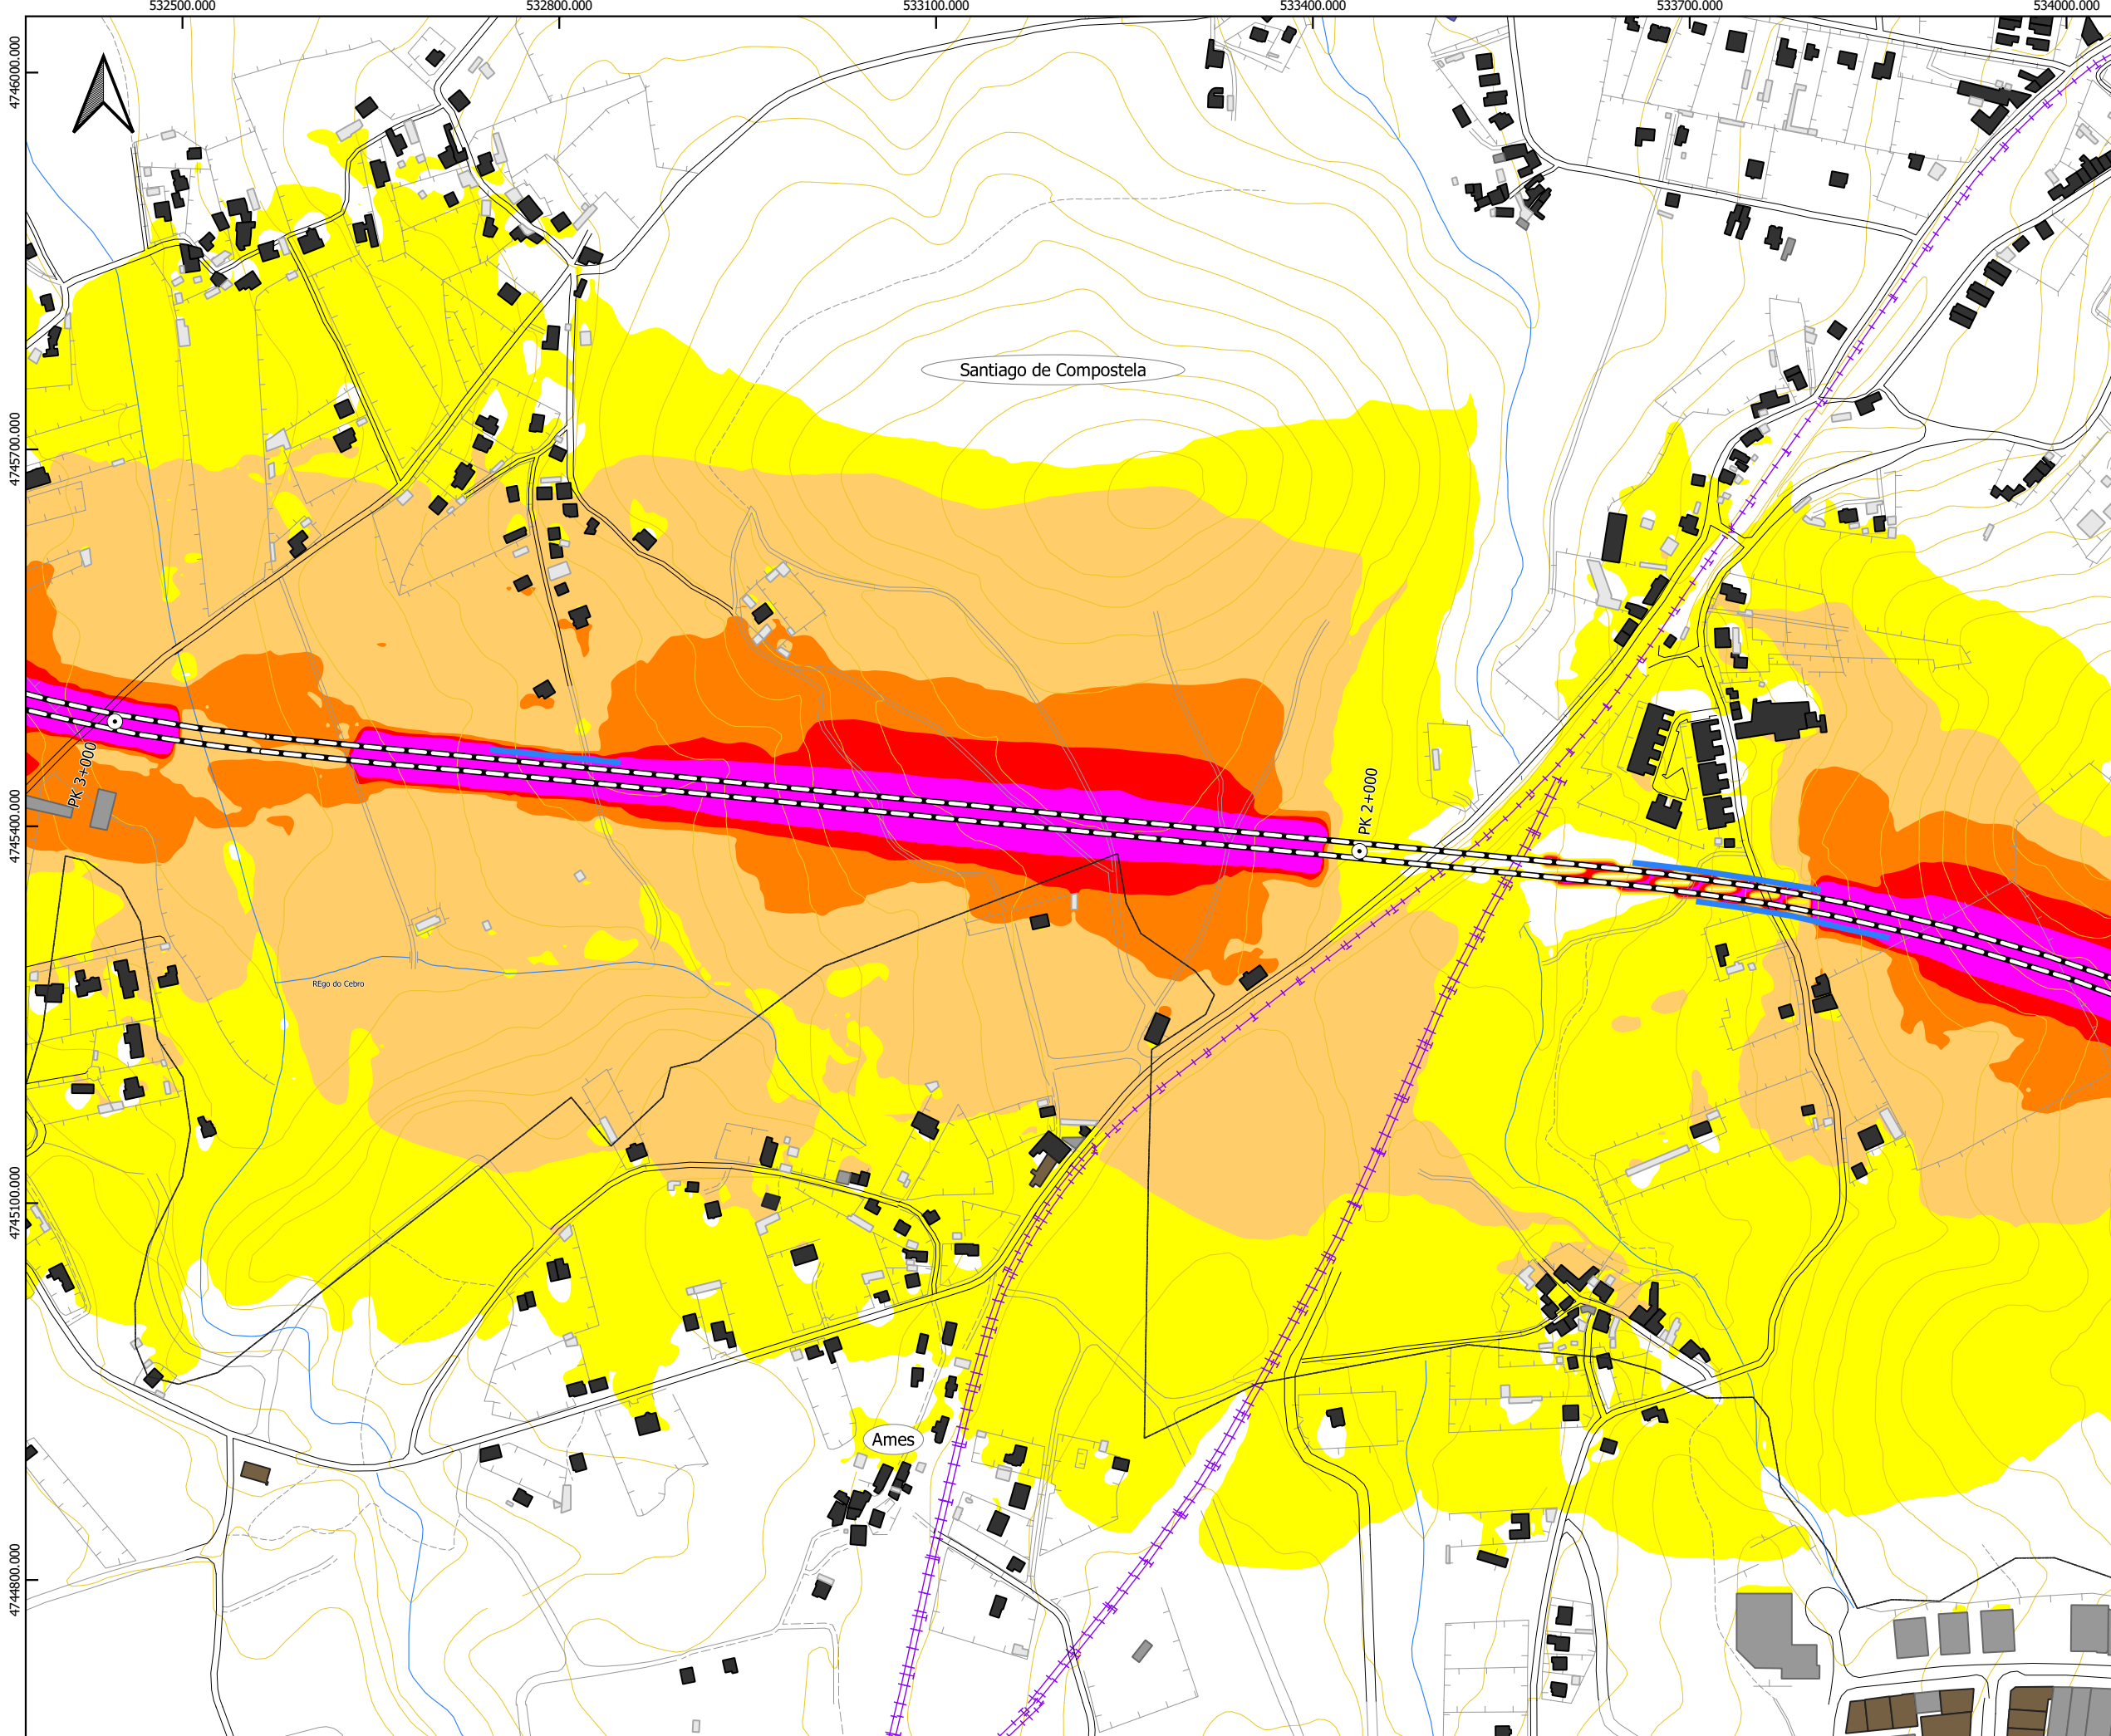 532500.000
532800.000
533100.000
533400.000
533700.000
534000.000
4746000.000
Santiago de Compostela
4745700.000
PK 3+000
PK 2+000
4745400.000
REgo do Cebro
4745100.000
Ames
4744800.000